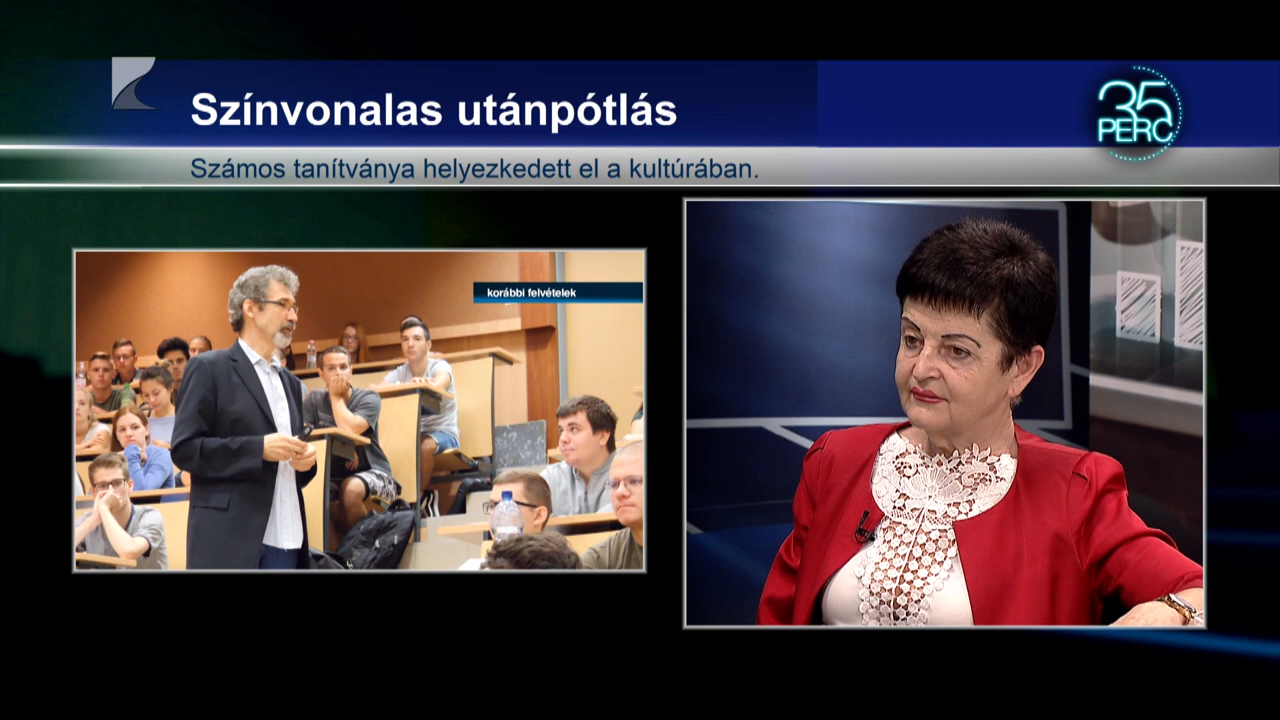 Színvonalas utánpótlás
35
PERC
Számos tanítványa helyezkedett el a kultúrában.
korábbi felvételek